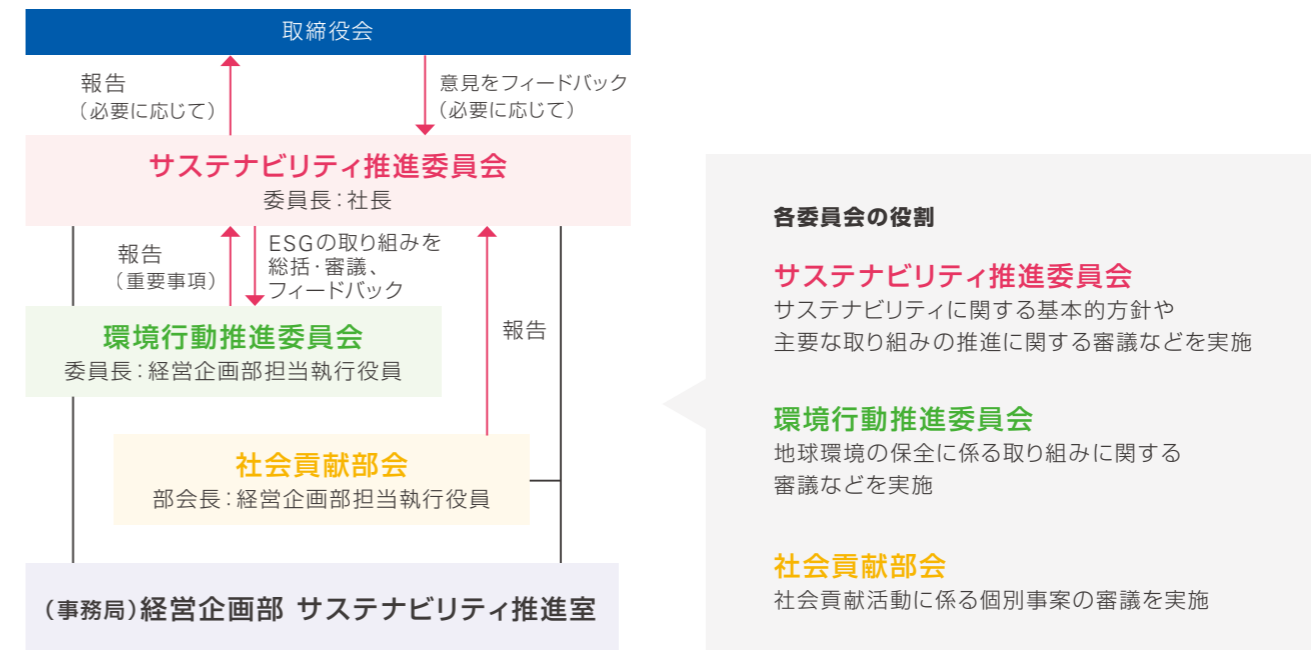 取締役会
報告
（必要に応じて）
意見をフィードバック
（必要に応じて）
サステナビリティ推進委員会
委員長：社長
報告
（重要事項）
ESGの取り組みを
総括・審議、
フィードバック
環境行動推進委員会
委員長：経営企画部担当執行役員
報告
社会貢献部会
部会長：経営企画部担当執行役員
（事務局）経営企画部 サステナビリティ推進室
各委員会の役割
サステナビリティ推進委員会
サステナビリティに関する基本的方針や
主要な取り組みの推進に関する審議などを実施
環境行動推進委員会
地球環境の保全に係る取り組みに関する
審議などを実施
社会貢献部会
社会貢献活動に係る個別事案の審議を実施